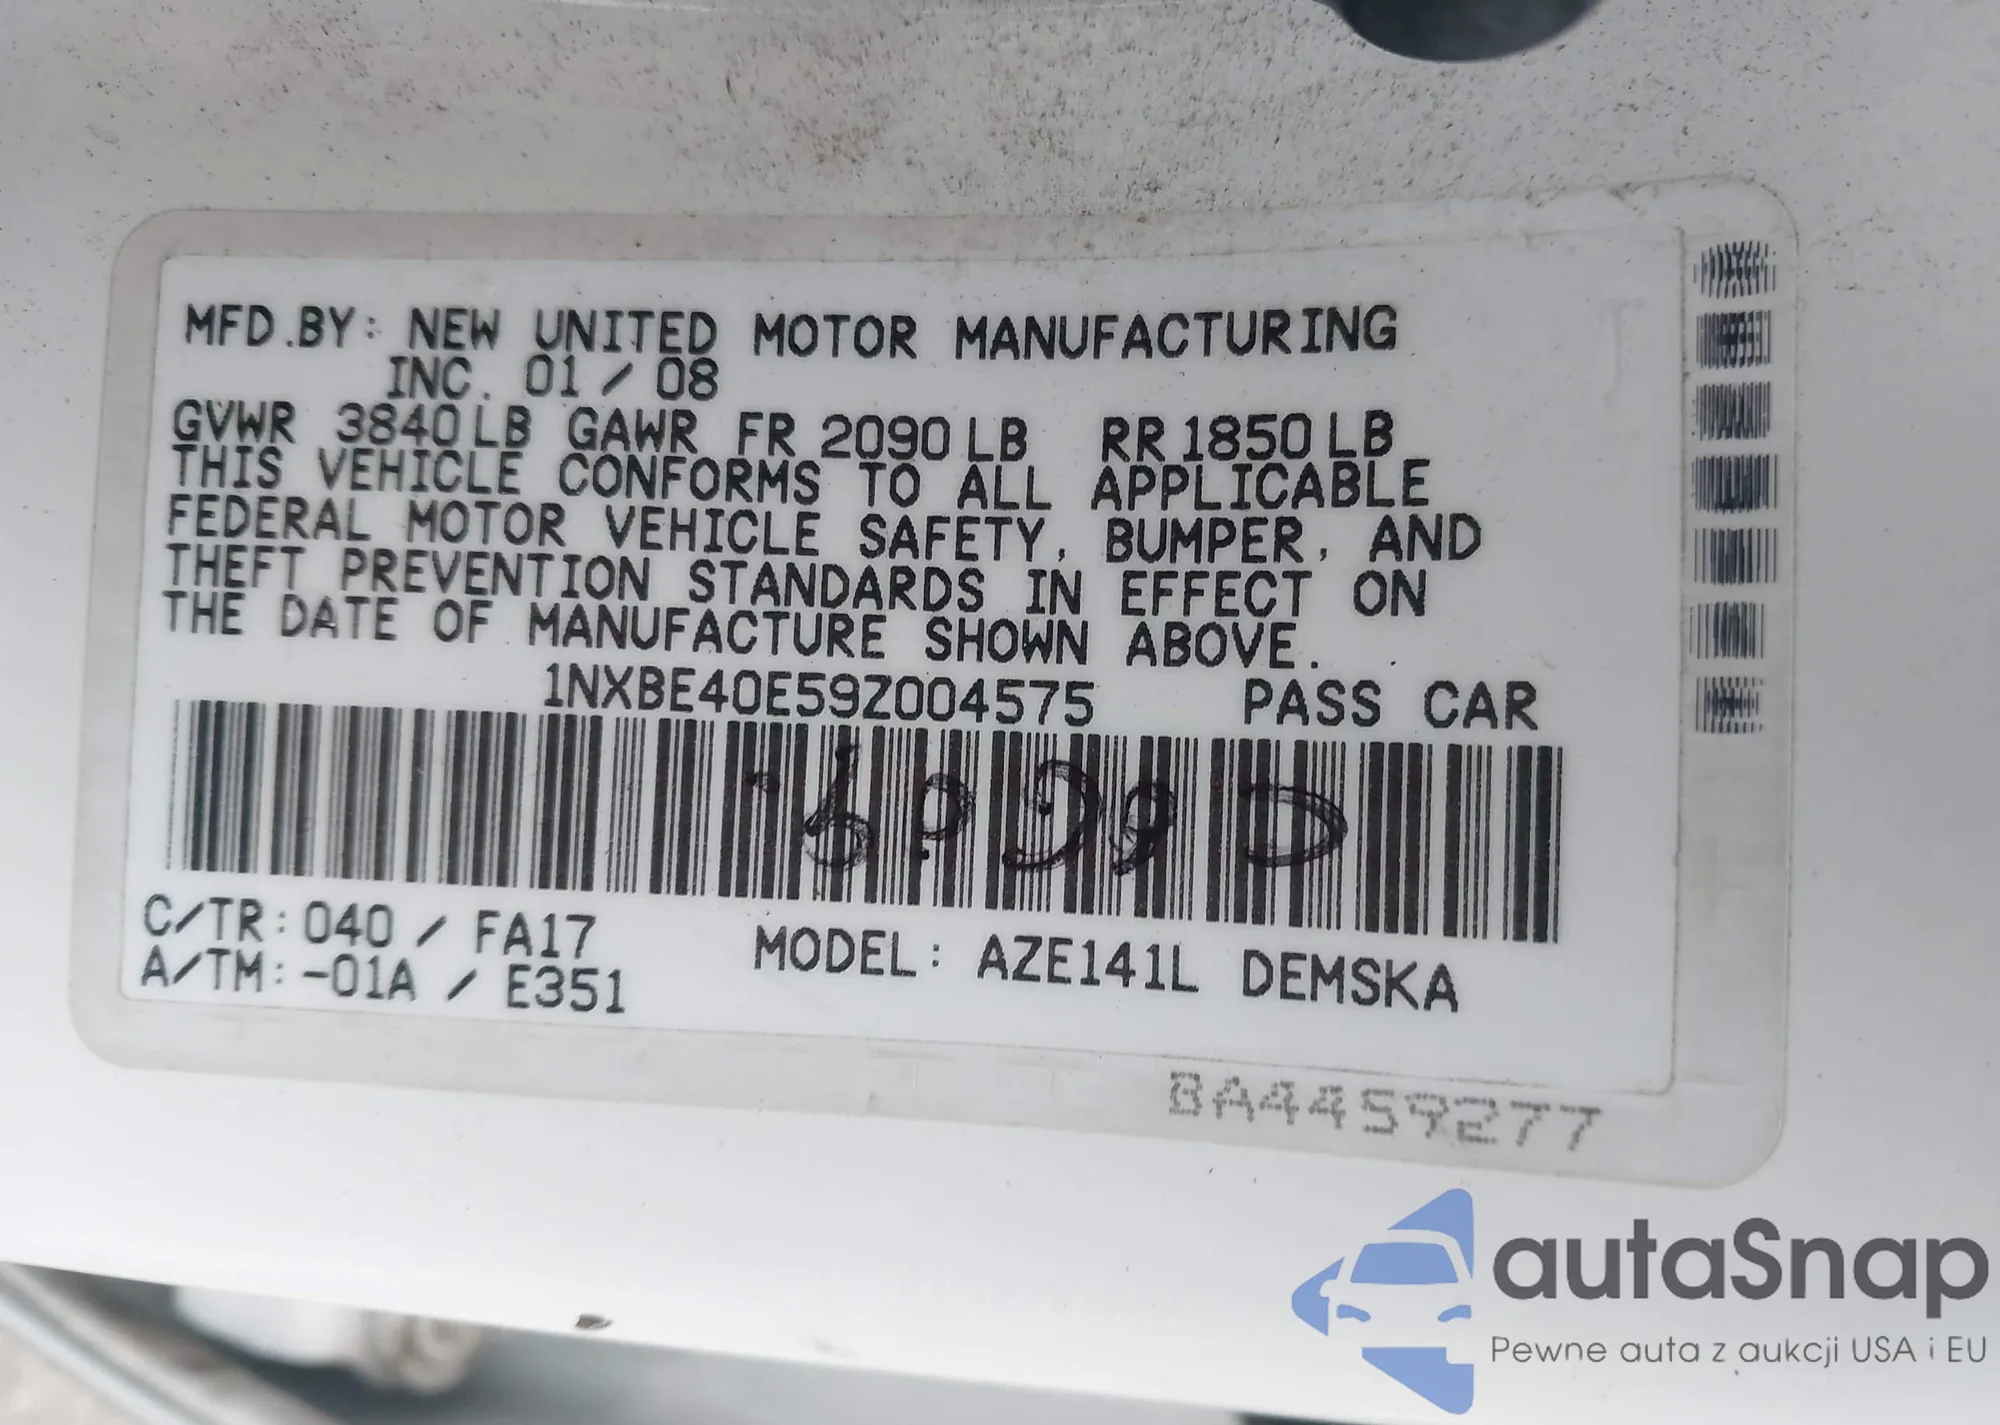 MFD.BY: NEW UNITED MOTOR MANUFACTURING
INC. 01 / 08
GVWR 3840LB GAWR FR 2090LB RR 1850LB
THIS VEHICLE CONFORMS TO ALL APPLICABLE
FEDERAL MOTOR VEHICLE SAFETY, BUMPER, AND
THEFT PREVENTION STANDARDS IN EFFECT ON
THE DATE OF MANUFACTURE SHOWN ABOVE.
1NXBE40E59Z004575 PASS CAR
C/TR: 040 / FA17
A/TM: -01A / E351
MODEL: AZE141L DEMSKA
BA4459277
autaSnap
Pewne auta z aukcji USA i EU